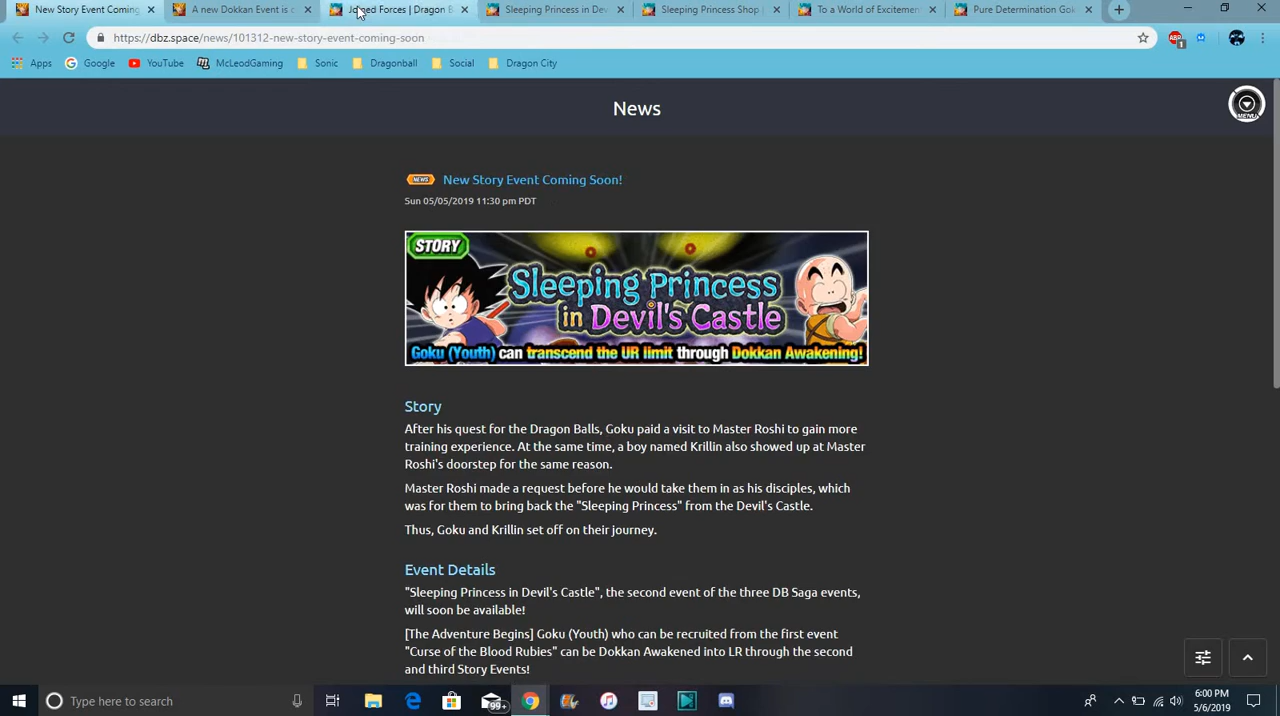 New Story Event Coming
A new Dokkan Event is c
Joined Forces | Dragon B
Sleeping Princess in Dev
Sleeping Princess Shop |
To a World of Excitemen
Pure Determination Gok
https://dbz.space/news/101312-new-story-event-coming-soon
ABP
1
Apps
Google
YouTube
McLeodGaming
Sonic
Dragonball
Social
Dragon City
News
MENU
NEWS
New Story Event Coming Soon!
Sun 05/05/2019 11:30 pm PDT
STORY
Sleeping Princess
in Devil's Castle
Goku (Youth) can transcend the UR limit through Dokkan Awakening!
Story
After his quest for the Dragon Balls, Goku paid a visit to Master Roshi to gain more
training experience. At the same time, a boy named Krillin also showed up at Master
Roshi's doorstep for the same reason.
Master Roshi made a request before he would take them in as his disciples, which
was for them to bring back the "Sleeping Princess" from the Devil's Castle.
Thus, Goku and Krillin set off on their journey.
Event Details
"Sleeping Princess in Devil's Castle", the second event of the three DB Saga events,
will soon be available!
[The Adventure Begins] Goku (Youth) who can be recruited from the first event
"Curse of the Blood Rubies" can be Dokkan Awakened into LR through the second
and third Story Events!
Type here to search
99+
6:00 PM
5/6/2019